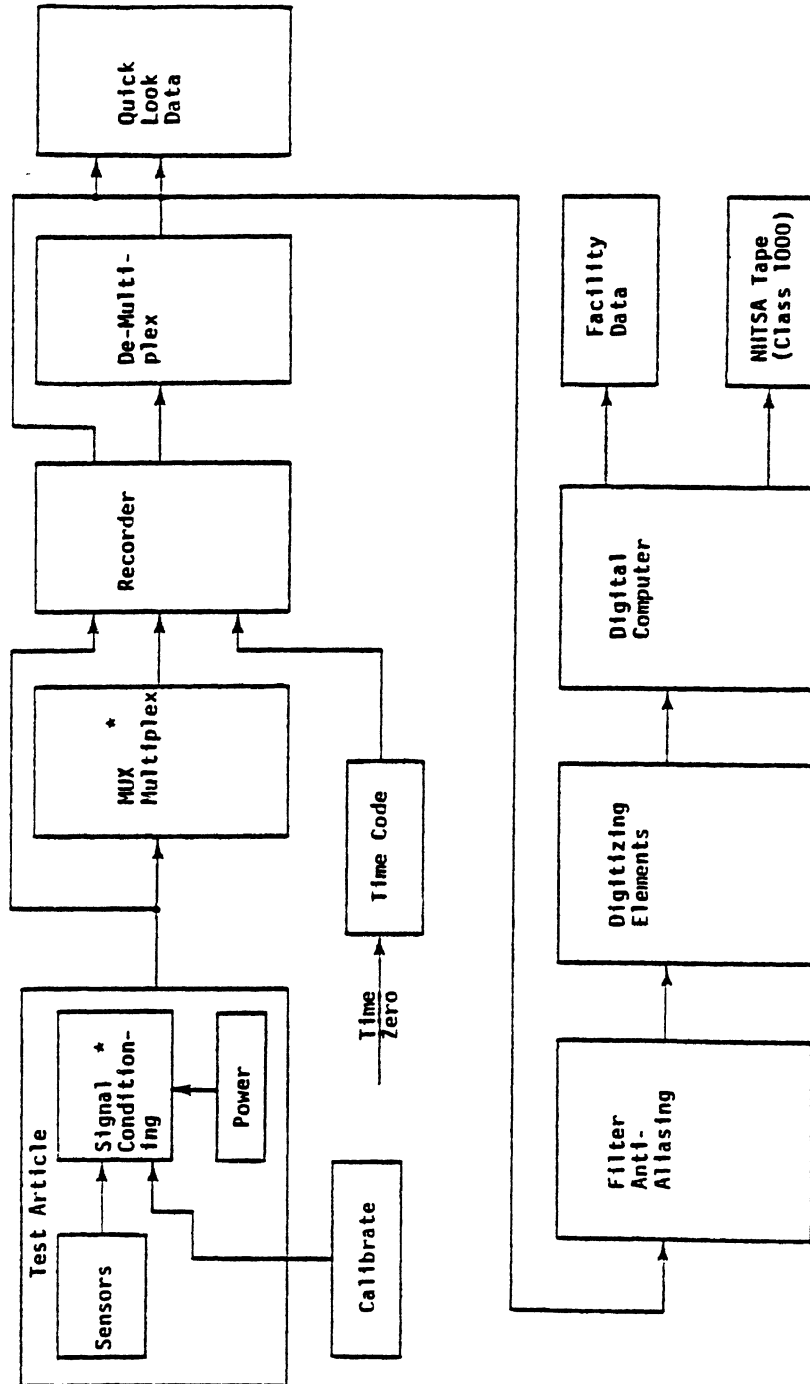 Test Article
Sensors
Signal *
Condition-
ing
Power
Calibrate
MUX *
Multiplex
Time
Zero
Time Code
Recorder
De-Multi-
plex
Quick
Look
Data
Filter
Anti-
Aliasing
Digitizing
Elements
Digital
Computer
Facility
Data
NHTSA Tape
(Class 1000)